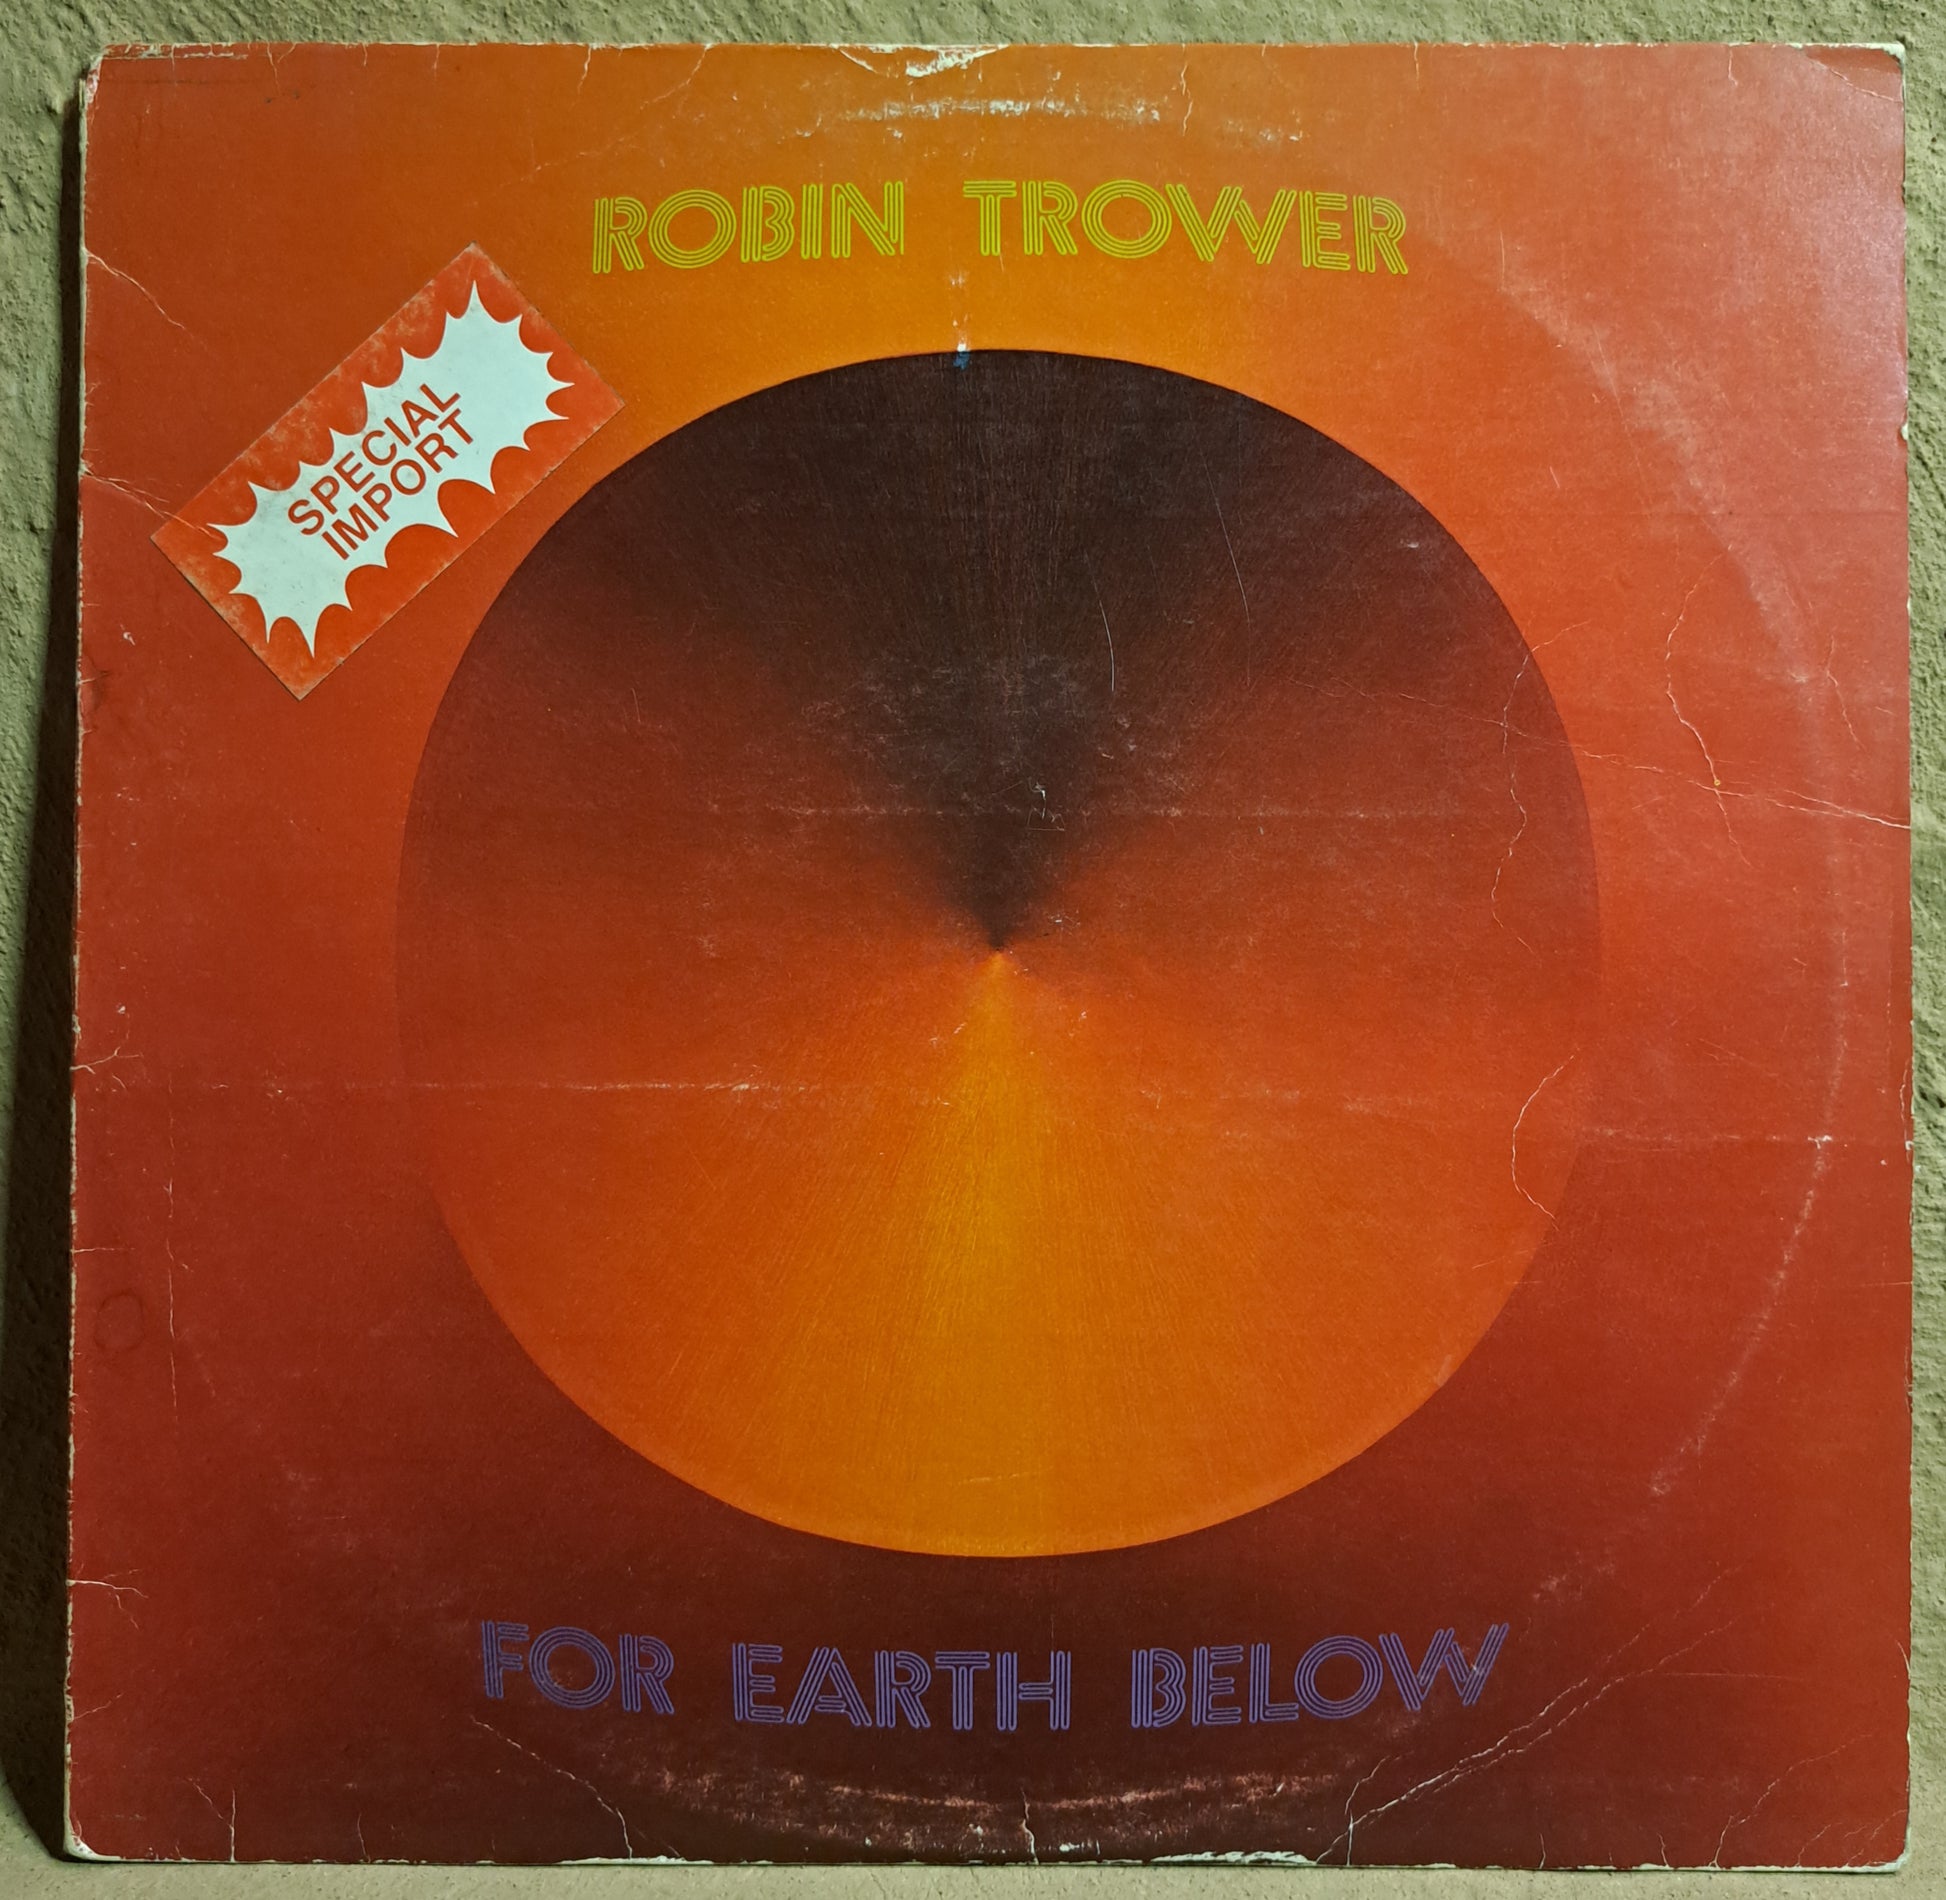 ROBIN TROWER
SPECIAL
IMPORT
FOR EARTH BELOW